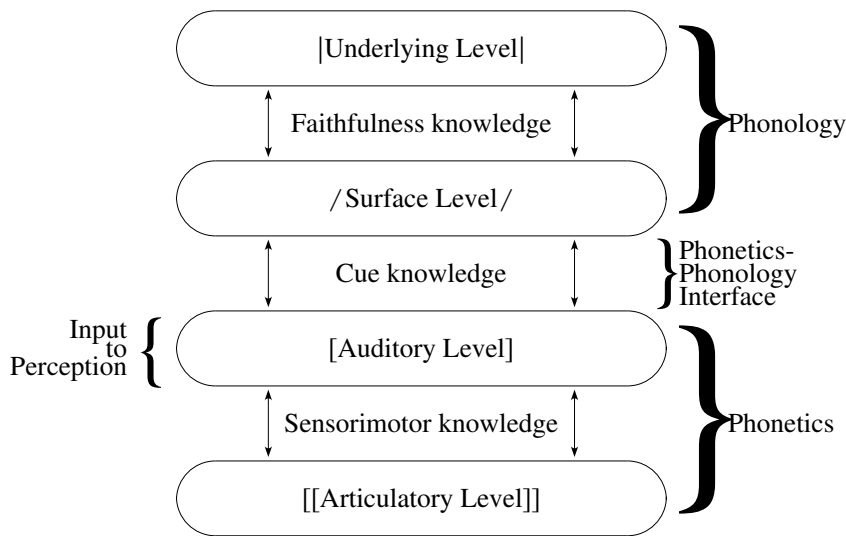 |Underlying Level|
Faithfulness knowledge
Phonology
/Surface Level/
Cue knowledge
Phonetics-
Phonology
Interface
Input
to
Perception
[Auditory Level]
Sensorimotor knowledge
Phonetics
[[Articulatory Level]]